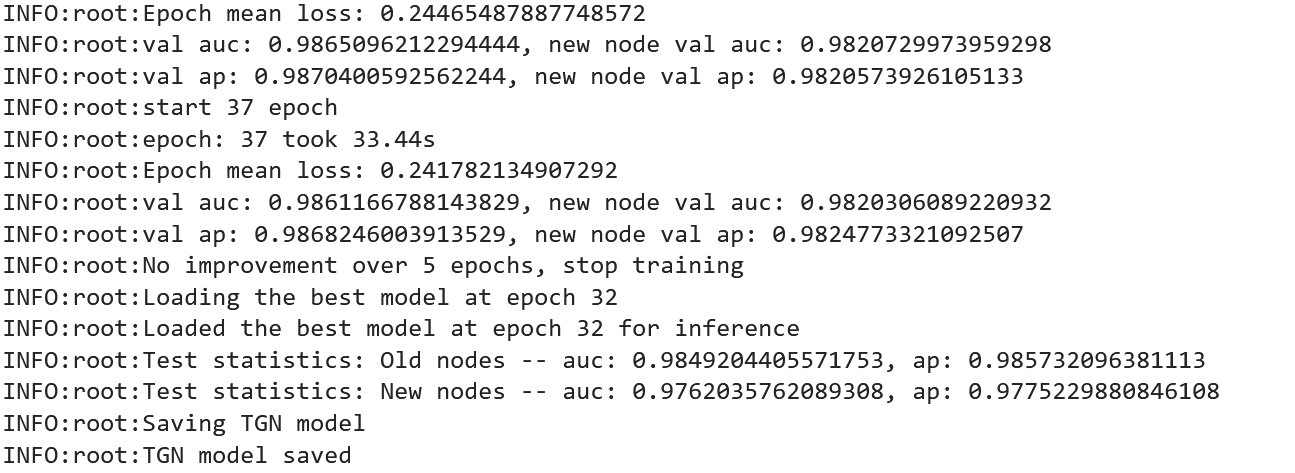 INFO:root:Epoch mean loss: 0.24465487887748572
INFO:root:val auc: 0.9865096212294444, new node val auc: 0.9820729973959298
INFO:root:val ap: 0.9870400592562244, new node val ap: 0.9820573926105133
INFO:root:start 37 epoch
INFO:root:epoch: 37 took 33.44s
INFO:root:Epoch mean loss: 0.241782134907292
INFO:root:val auc: 0.9861166788143829, new node val auc: 0.9820306089220932
INFO:root:val ap: 0.9868246003913529, new node val ap: 0.9824773321092507
INFO:root:No improvement over 5 epochs, stop training
INFO:root:Loading the best model at epoch 32
INFO:root:Loaded the best model at epoch 32 for inference
INFO:root:Test statistics: Old nodes -- auc: 0.9849204405571753, ap: 0.985732096381113
INFO:root:Test statistics: New nodes -- auc: 0.9762035762089308, ap: 0.9775229880846108
INFO:root:Saving TGN model
INFO:root:TGN model saved